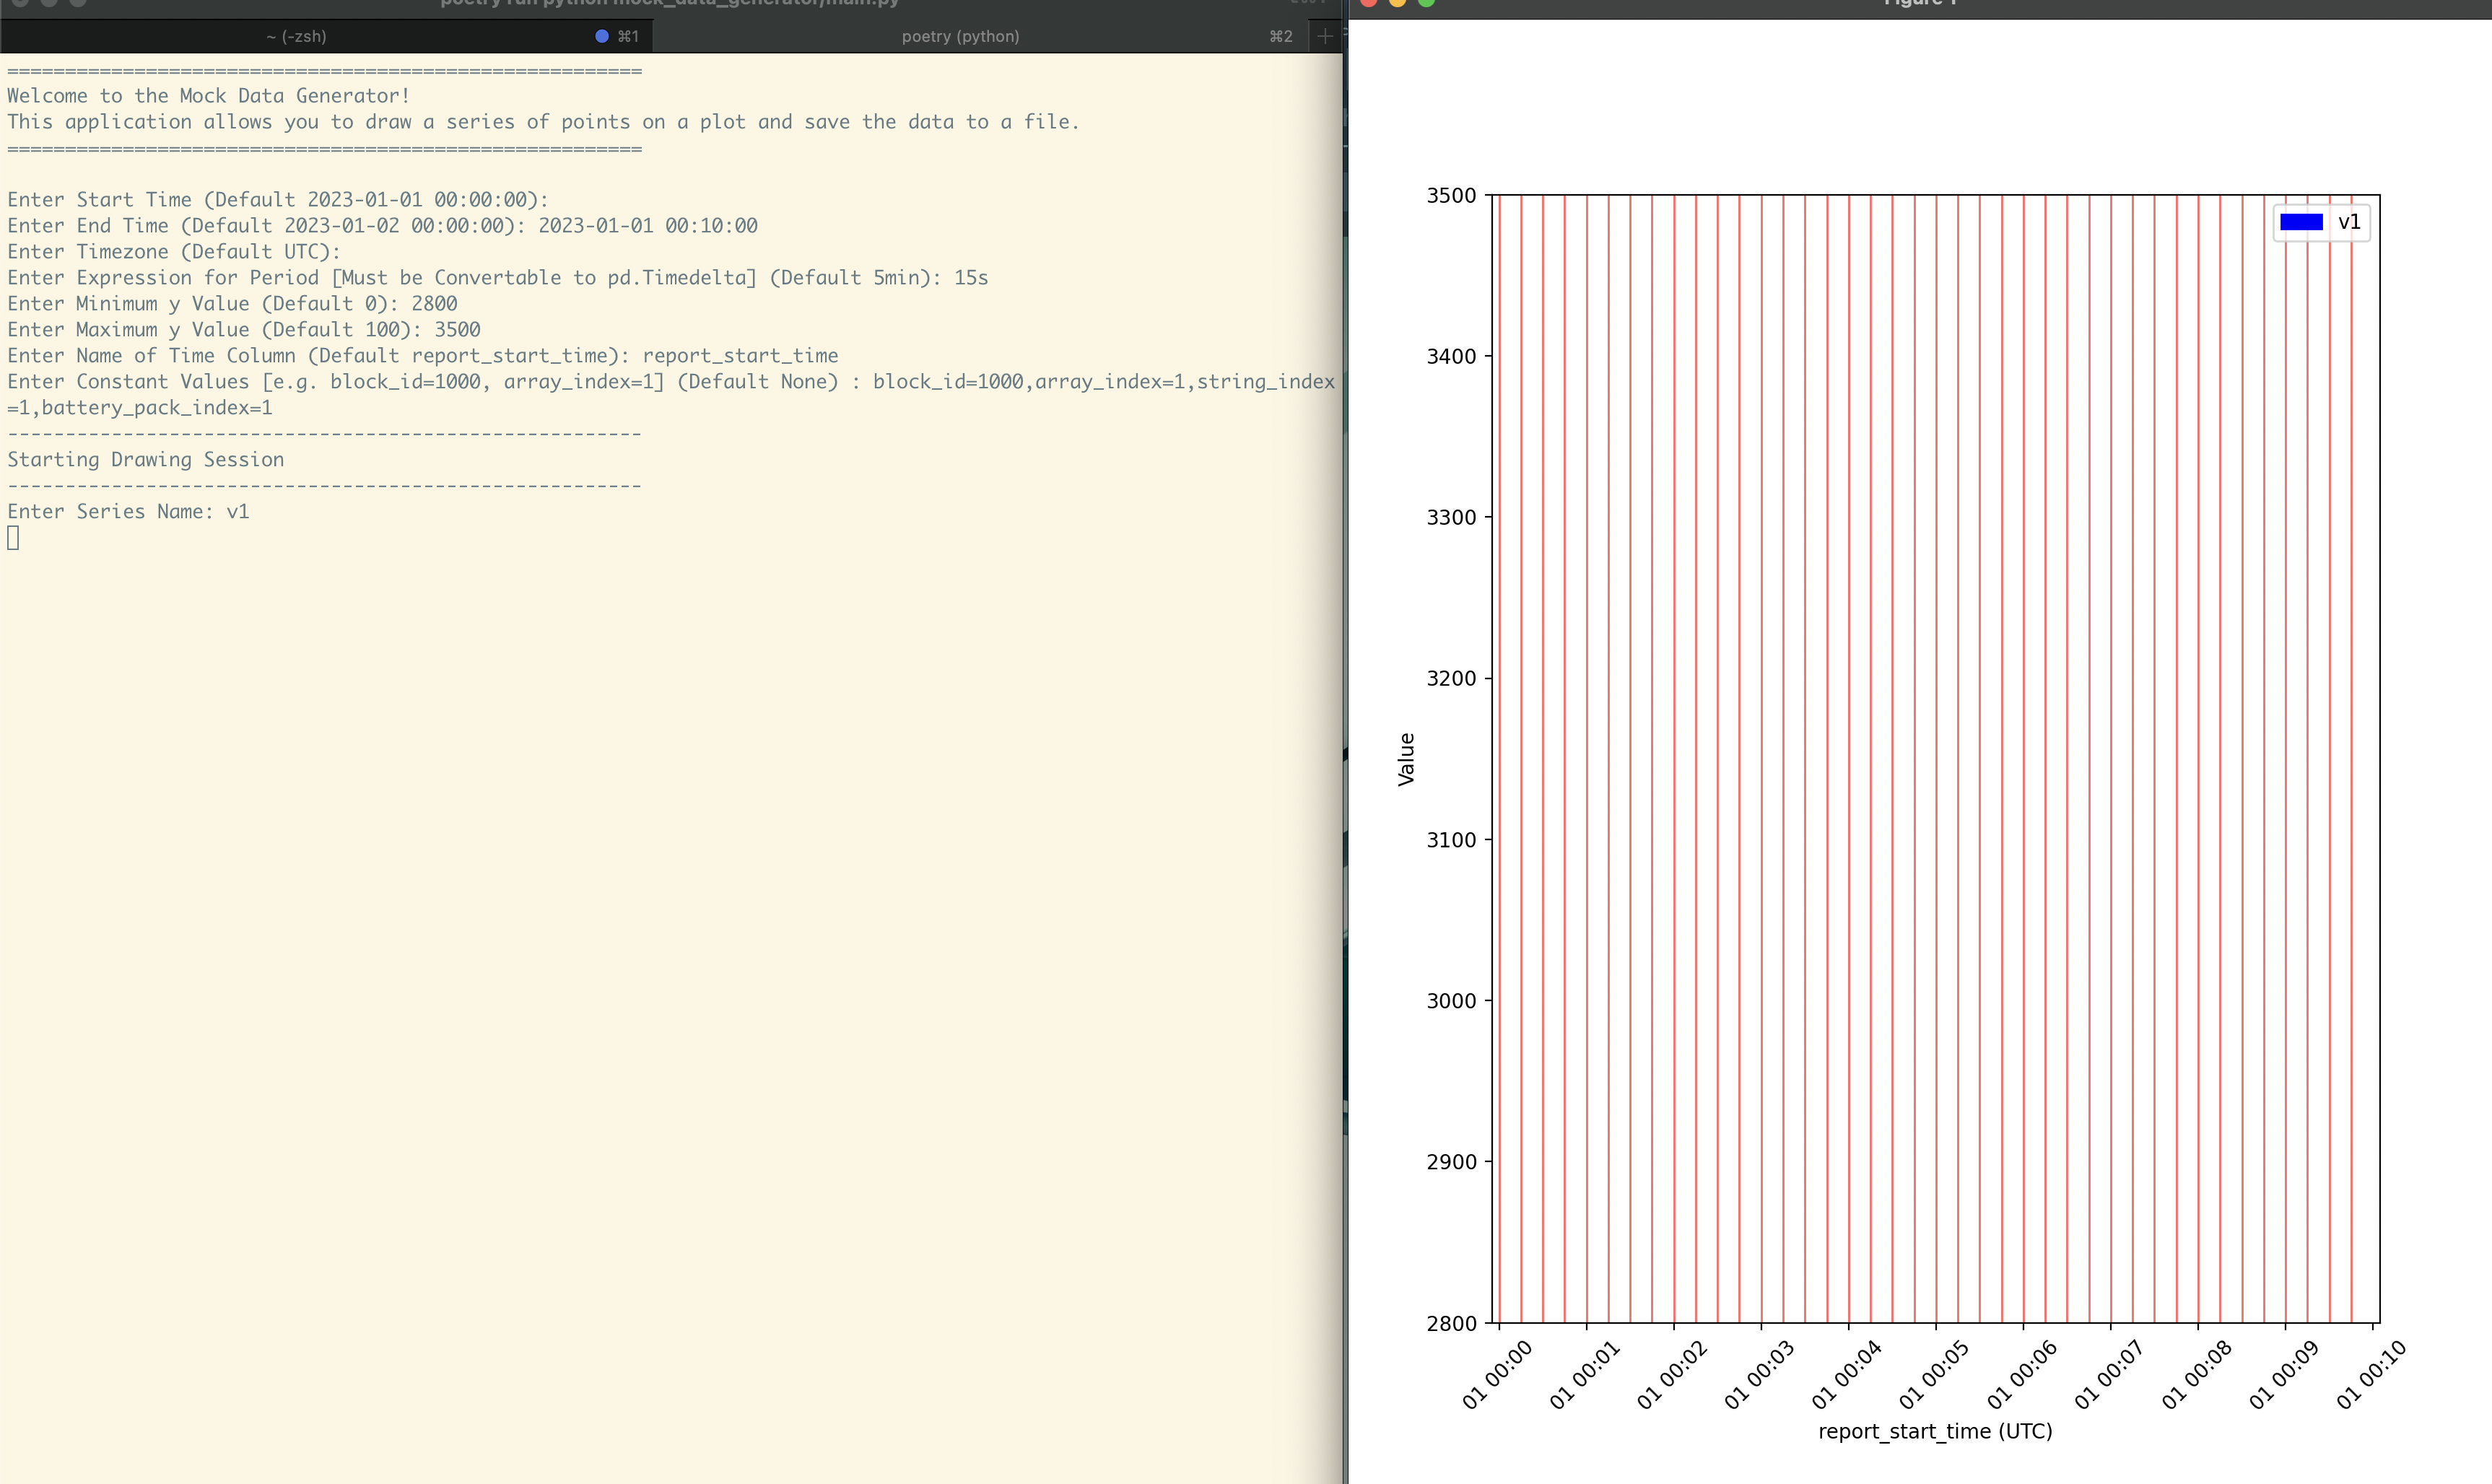 poetry run python mock_data_generator/main.py
~ (-zsh)
⌘1
poetry (python)
⌘2
====================================================
Welcome to the Mock Data Generator!
This application allows you to draw a series of points on a plot and save the data to a file.
====================================================
Enter Start Time (Default 2023-01-01 00:00:00):
Enter End Time (Default 2023-01-02 00:00:00): 2023-01-01 00:10:00
Enter Timezone (Default UTC):
Enter Expression for Period [Must be Convertable to pd.Timedelta] (Default 5min): 15s
Enter Minimum y Value (Default 0): 2800
Enter Maximum y Value (Default 100): 3500
Enter Name of Time Column (Default report_start_time): report_start_time
Enter Constant Values [e.g. block_id=1000, array_index=1] (Default None) : block_id=1000,array_index=1,string_index
=1,battery_pack_index=1
-------------------------------------------------------
Starting Drawing Session
-------------------------------------------------------
Enter Series Name: v1
Figure 1
v1
3500
3400
3300
3200
3100
3000
2900
2800
Value
01 00:00
01 00:01
01 00:02
01 00:03
01 00:04
01 00:05
01 00:06
01 00:07
01 00:08
01 00:09
01 00:10
report_start_time (UTC)